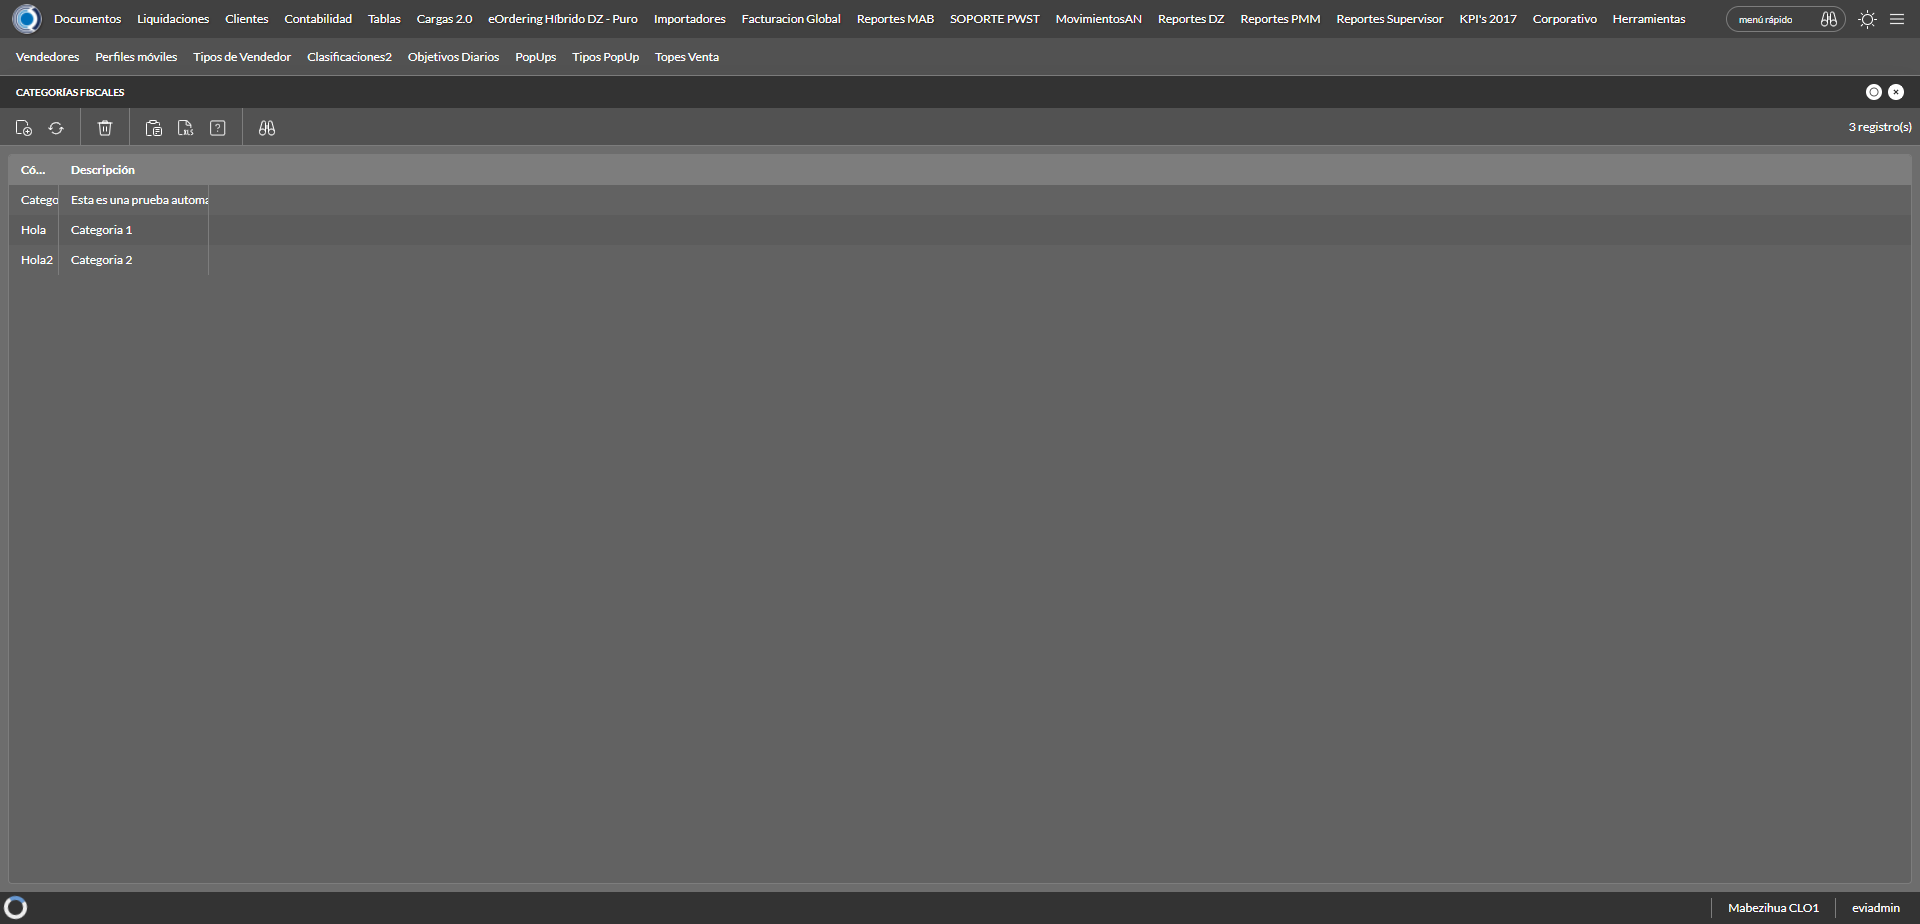 Documentos Liquidaciones Clientes Contabilidad Tablas Cargas 2.0 eOrdering Híbrido DZ - Puro Importadores Facturacion Global Reportes MAB SOPORTE PWST MovimientosAN Reportes DZ Reportes PMM Reportes Supervisor KPI's 2017 Corporativo Herramientas menú rápido
Vendedores Perfiles móviles Tipos de Vendedor Clasificaciones2 Objetivos Diarios PopUps Tipos PopUp Topes Venta
CATEGORÍAS FISCALES
XLS ? 3 registro(s)
Có... Descripción
Catego Esta es una prueba automa
Hola Categoria 1
Hola2 Categoria 2
Mabezihua CLO1 eviadmin